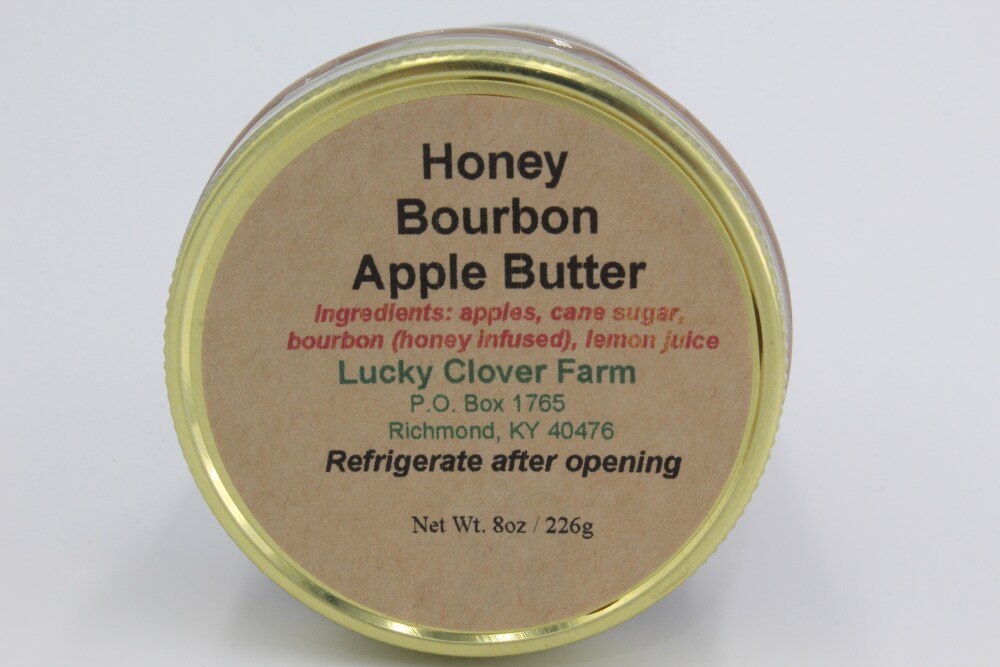 Honey
Bourbon
Apple Butter
Ingredients: apples, cane sugar,
bourbon (honey infused), lemon juice
Lucky Clover Farm
P.O. Box 1765
Richmond, KY 40476
Refrigerate after opening
Net Wt. 8oz / 226g